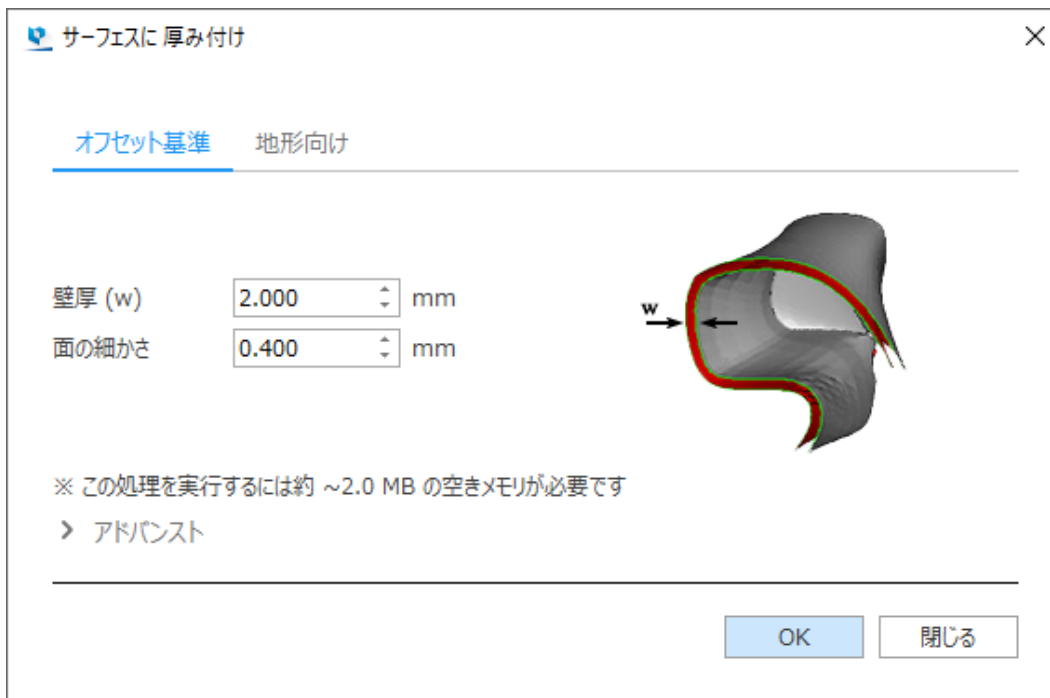 サーフェスに 厚み付け
オフセット基準 地形向け
壁厚 (w) 2.000 mm
w
面の細かさ 0.400 mm
※ この処理を実行するには約 ~2.0 MB の空きメモリが必要です
アドバンスト
OK 閉じる